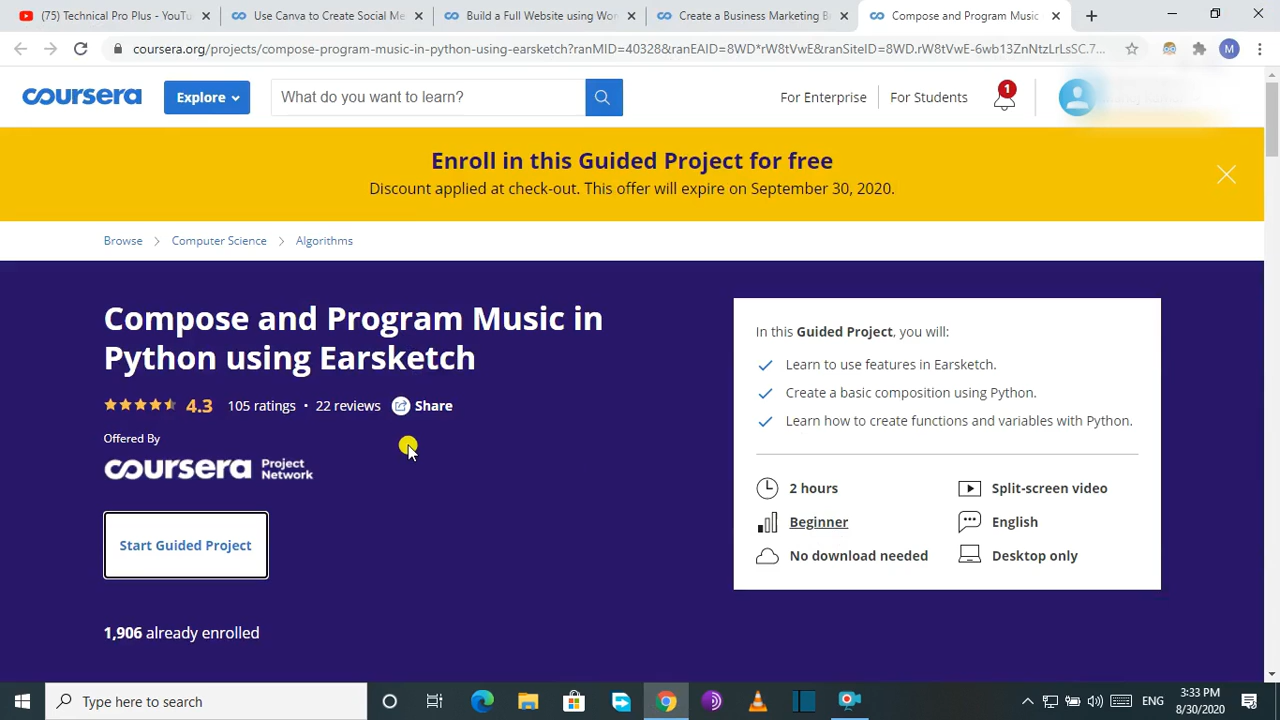 (75) Technical Pro Plus - YouTu
Use Canva to Create Social Me
Build a Full Website using Wor
Create a Business Marketing B
Compose and Program Music
coursera.org/projects/compose-program-music-in-python-using-earsketch?ranMID=40328&ranEAID=8WD*rW8tVwE&ranSiteID=8WD.rW8tVwE-6wb13ZnNtzLrLsSC.7...
M
coursera
Explore
What do you want to learn?
For Enterprise
For Students
1
Enroll in this Guided Project for free
Discount applied at check-out. This offer will expire on September 30, 2020.
Browse > Computer Science > Algorithms
Compose and Program Music in
Python using Earsketch
4.3 105 ratings • 22 reviews Share
Offered By
coursera Project Network
Start Guided Project
1,906 already enrolled
In this Guided Project, you will:
Learn to use features in Earsketch.
Create a basic composition using Python.
Learn how to create functions and variables with Python.
2 hours
Split-screen video
Beginner
English
No download needed
Desktop only
Type here to search
ENG
3:33 PM
8/30/2020